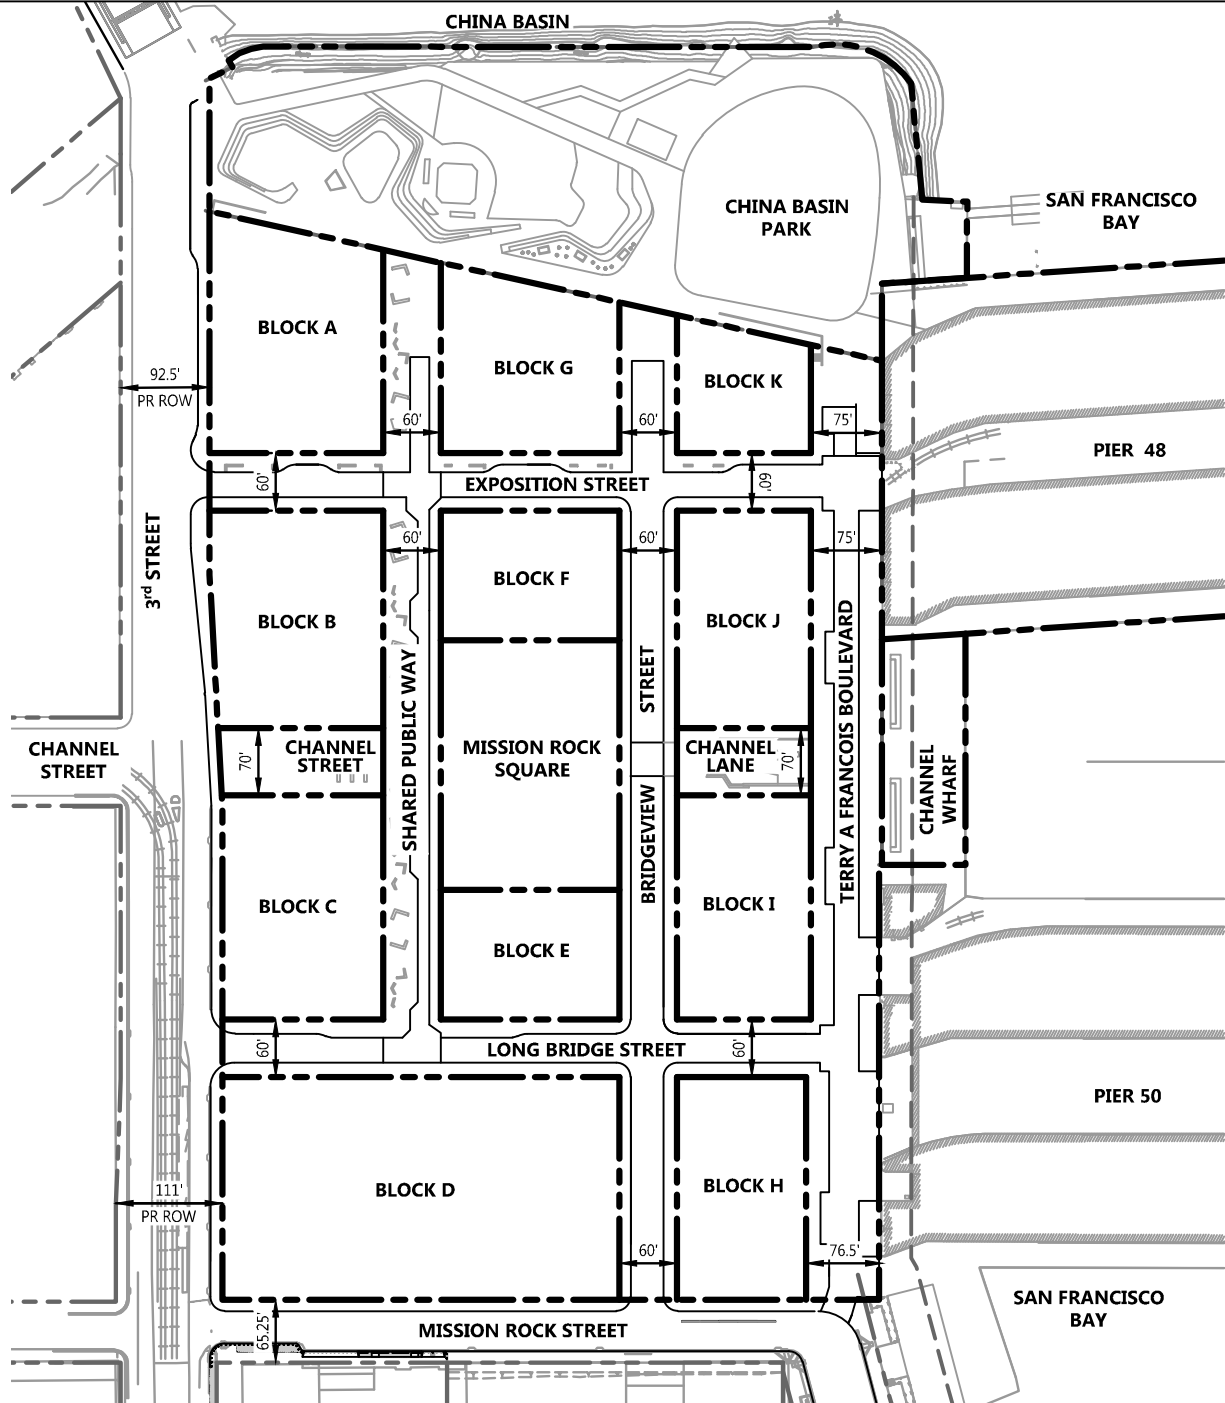 CHINA BASIN
CHINA BASIN
PARK
SAN FRANCISCO
BAY
BLOCK A
BLOCK G
BLOCK K
92.5'
PR ROW
60'
60'
75'
PIER 48
60'
EXPOSITION STREET
60'
3rd STREET
60'
60'
75'
BLOCK F
BLOCK B
BLOCK J
SHARED PUBLIC WAY
STREET
BRIDGEVIEW
TERRY A FRANCOIS BOULEVARD
CHANNEL
STREET
70'
CHANNEL
STREET
MISSION ROCK
SQUARE
CHANNEL
LANE
70'
CHANNEL
WHARF
BLOCK C
BLOCK I
BLOCK E
60'
LONG BRIDGE STREET
60'
PIER 50
111'
PR ROW
BLOCK D
BLOCK H
60'
76.5'
SAN FRANCISCO
BAY
65.25'
MISSION ROCK STREET